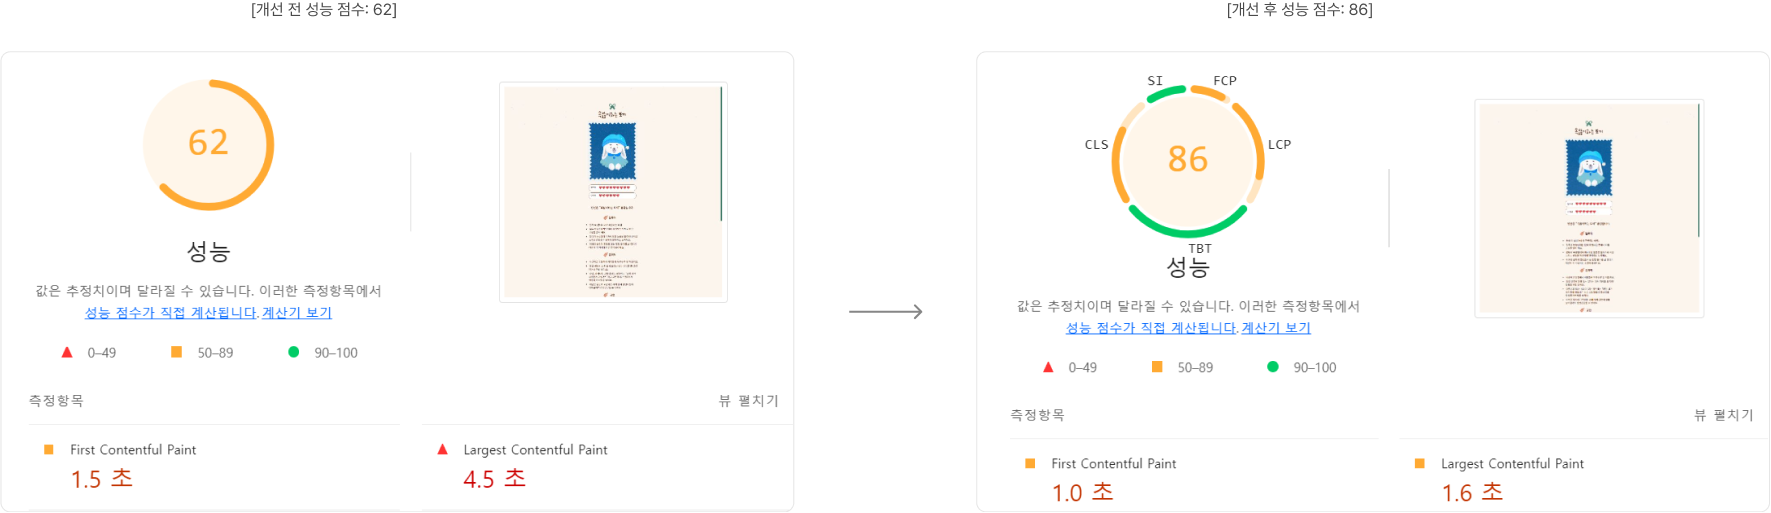 [개선 전 성능 점수: 62]
62
성능
값은 추정치이며 달라질 수 있습니다. 이러한 측정항목에서
성능 점수가 직접 계산됩니다. 계산기 보기
0–49
50–89
90–100
측정항목
뷰 펼치기
First Contentful Paint
1.5 초
Largest Contentful Paint
4.5 초
[개선 후 성능 점수: 86]
SI
FCP
CLS
LCP
86
TBT
성능
값은 추정치이며 달라질 수 있습니다. 이러한 측정항목에서
성능 점수가 직접 계산됩니다. 계산기 보기
0–49
50–89
90–100
측정항목
뷰 펼치기
First Contentful Paint
1.0 초
Largest Contentful Paint
1.6 초